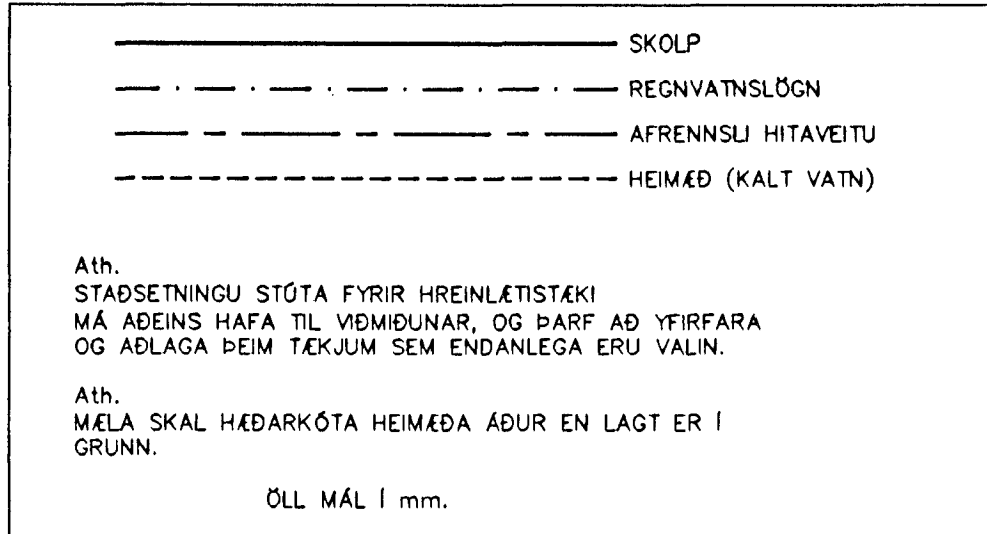 SKOLP
REGNVATNSLÖGN
AFRENNSLI HITAVEITU
HEIMÆÐ (KALT VATN)
Ath.
STAÐSETNINGU STÚTA FYRIR HREINLÆTISTÆKI
MÁ AÐEINS HAFA TIL VIÐMIÐUNAR, OG ÞARF AÐ YFIRFARA
OG AÐLAGA ÞEIM TÆKJUM SEM ENDANLEGA ERU VALIN.
Ath.
MÆLA SKAL HÆÐARKÓTA HEIMÆÐA ÁÐUR EN LAGT ER Í
GRUNN.
ÖLL MÁL Í mm.